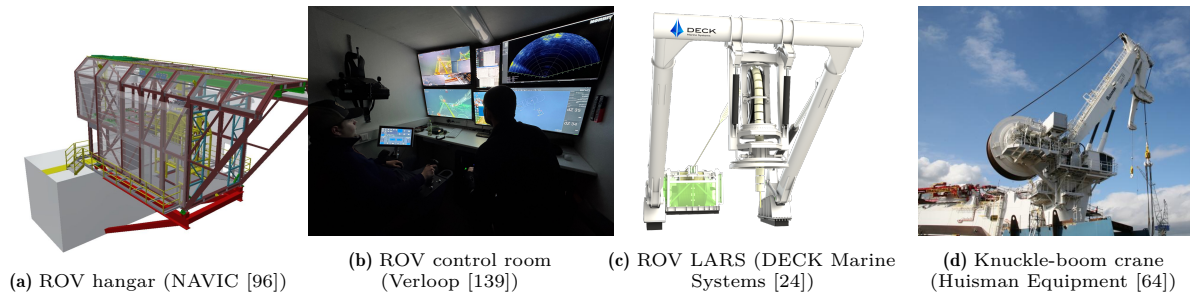 DECK
(a) ROV hangar (NAVIC [96])
(b) ROV control room
(Verloop [139])
(c) ROV LARS (DECK Marine
Systems [24])
(d) Knuckle-boom crane
(Huisman Equipment [64])